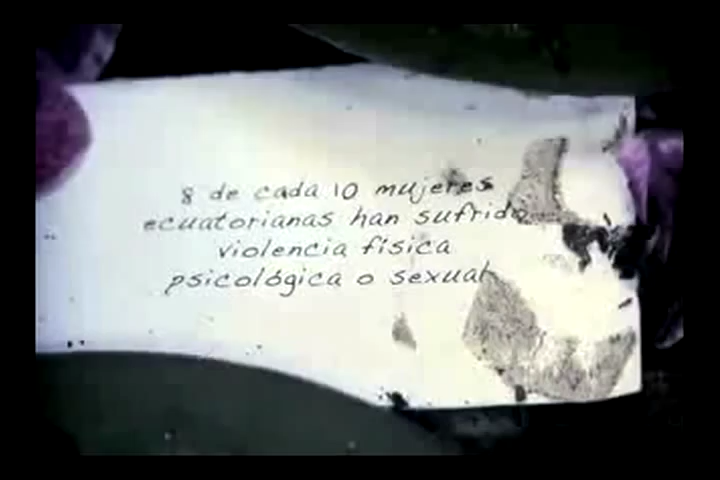 8 de cada 10 mujeres
ecuatorianas han sufrido
violencia física
psicológica o sexual